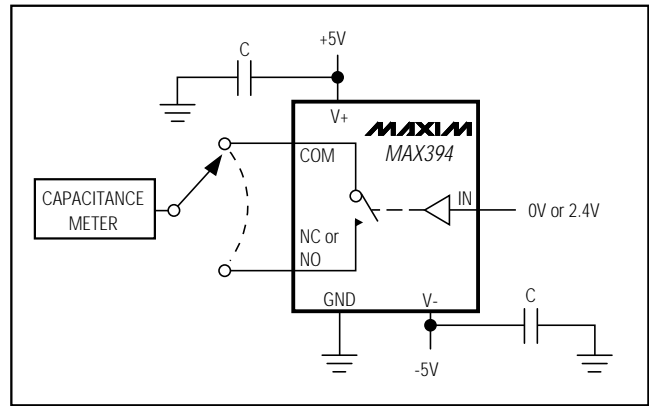 +5V
C
V+
MAXIM
MAX394
COM
CAPACITANCE
METER
IN
0V or 2.4V
NC or
NO
GND
V-
C
-5V